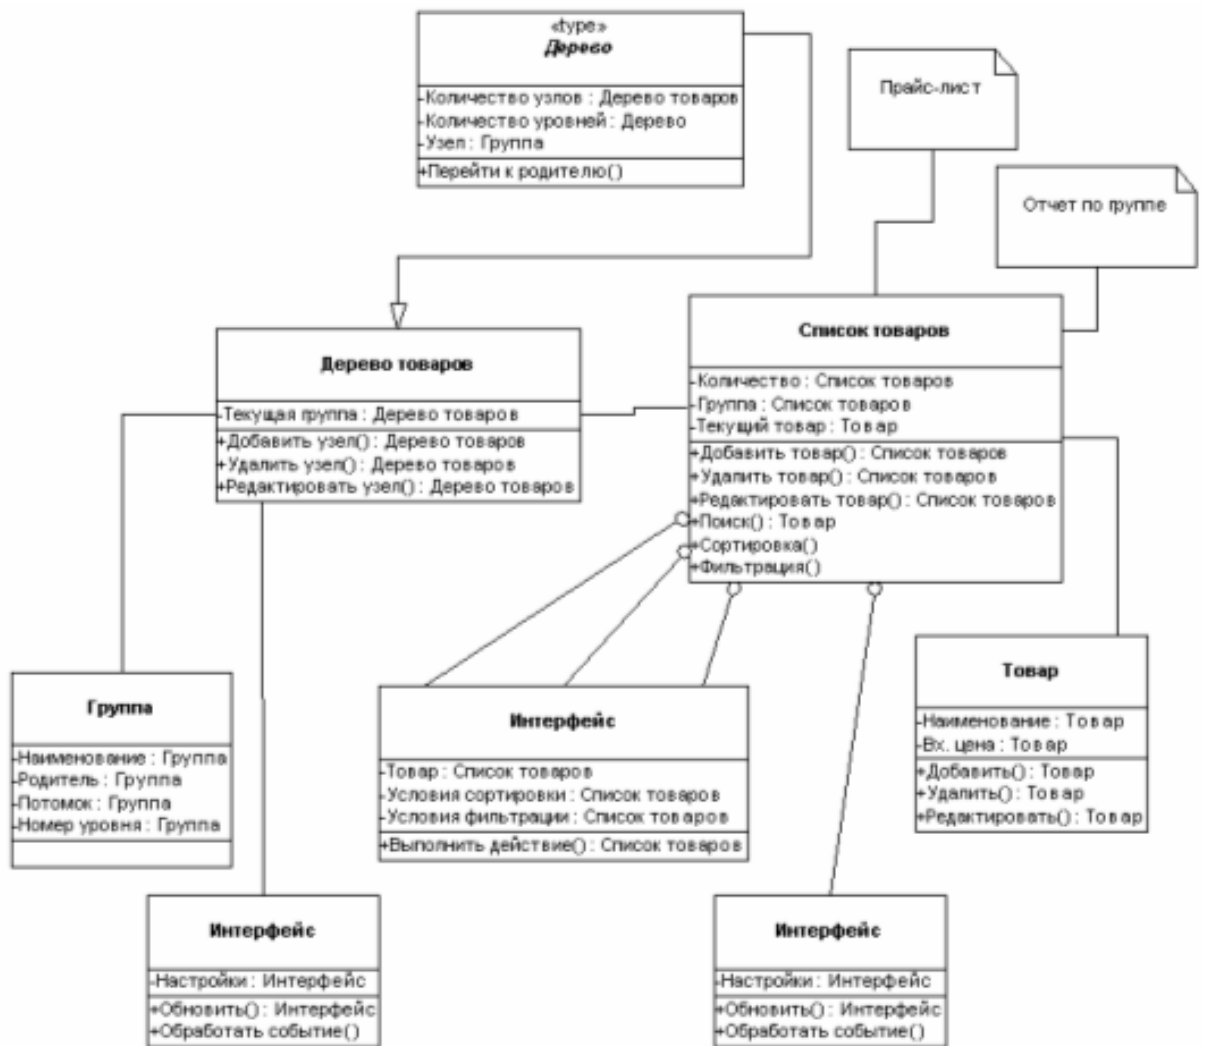 «type»
Дерево
-Количество узлов : Дерево товаров
-Количество уровней : Дерево
-Узел : Группа
+Перейти к родителю()
Прайс-лист
Отчет по группе
Дерево товаров
-Текущая группа : Дерево товаров
+Добавить узел() : Дерево товаров
+Удалить узел() : Дерево товаров
+Редактировать узел() : Дерево товаров
Список товаров
-Количество : Список товаров
-Группа : Список товаров
-Текущий товар : Товар
+Добавить товар() : Список товаров
+Удалить товар() : Список товаров
+Редактировать товар() : Список товаров
+Поиск() : Товар
+Сортировка()
+Фильтрация()
Группа
-Наименование : Группа
-Родитель : Группа
-Потомок : Группа
-Номер уровня : Группа
Интерфейс
-Товар : Список товаров
-Условия сортировки : Список товаров
-Условия фильтрации : Список товаров
+Выполнить действие() : Список товаров
Товар
-Наименование : Товар
-Вх. цена : Товар
+Добавить() : Товар
+Удалить() : Товар
+Редактировать() : Товар
Интерфейс
-Настройки : Интерфейс
+Обновить() : Интерфейс
+Обработать событие()
Интерфейс
-Настройки : Интерфейс
+Обновить() : Интерфейс
+Обработать событие()